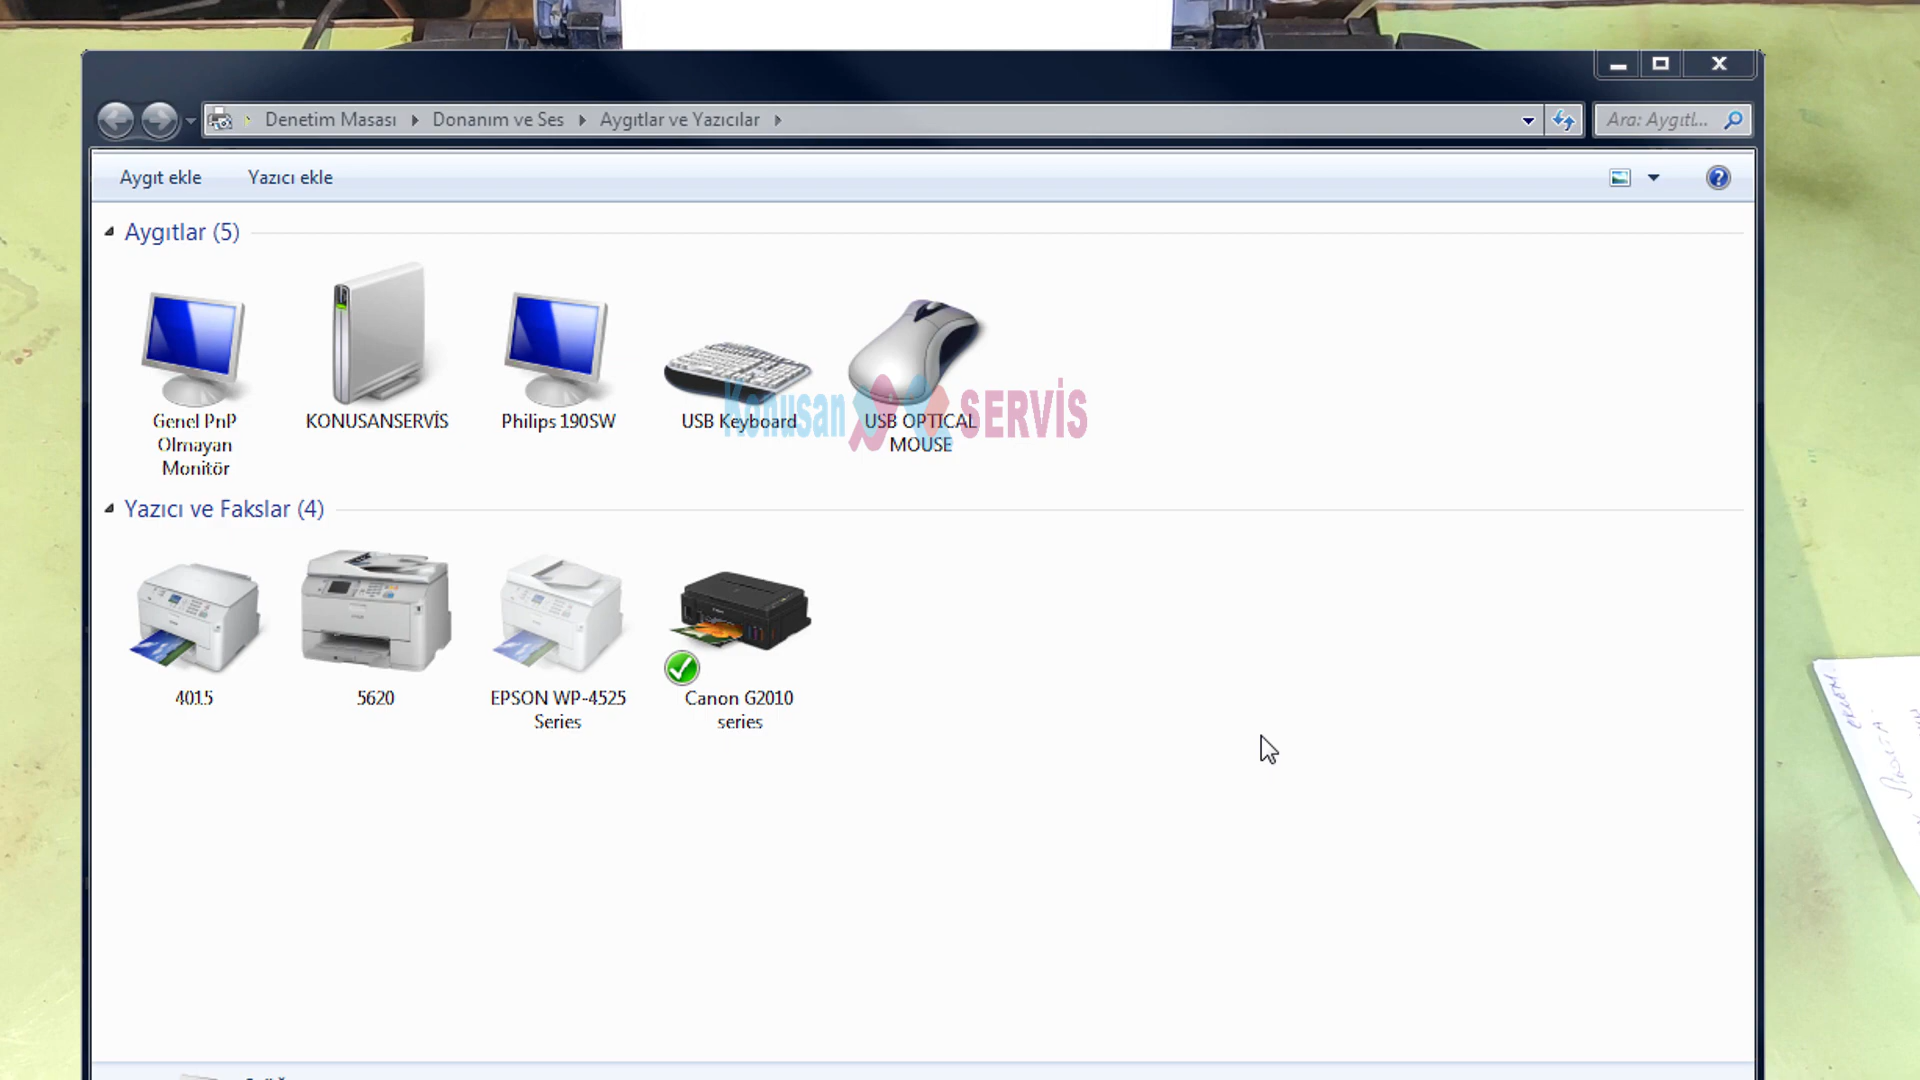 Denetim Masası Donanım ve Ses Aygıtlar ve Yazıcılar
Ara: Aygıtl...
Aygıt ekle Yazıcı ekle
Aygıtlar (5)
Genel PnP
Olmayan
Monitör
KONUSANSERVİS
Philips 190SW
USB Keyboard
USB OPTICAL
MOUSE
Konusan SERVİS
Yazıcı ve Fakslar (4)
4015
5620
EPSON WP-4525
Series
Canon G2010
series